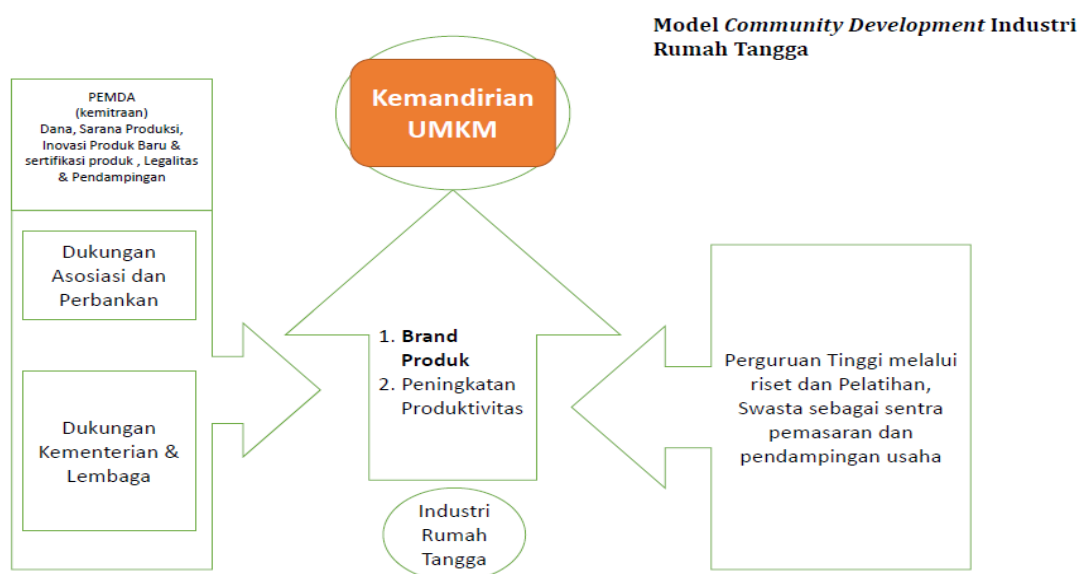 Model Community Development Industri
Rumah Tangga
PEMDA
(kemitraan)
Dana, Sarana Produksi,
Inovasi Produk Baru &
sertifikasi produk , Legalitas
& Pendampingan
Dukungan
Asosiasi dan
Perbankan
Dukungan
Kementerian &
Lembaga
Kemandirian
UMKM
1. Brand
Produk
2. Peningkatan
Produktivitas
Industri
Rumah
Tangga
Perguruan Tinggi melalui
riset dan Pelatihan,
Swasta sebagai sentra
pemasaran dan
pendampingan usaha